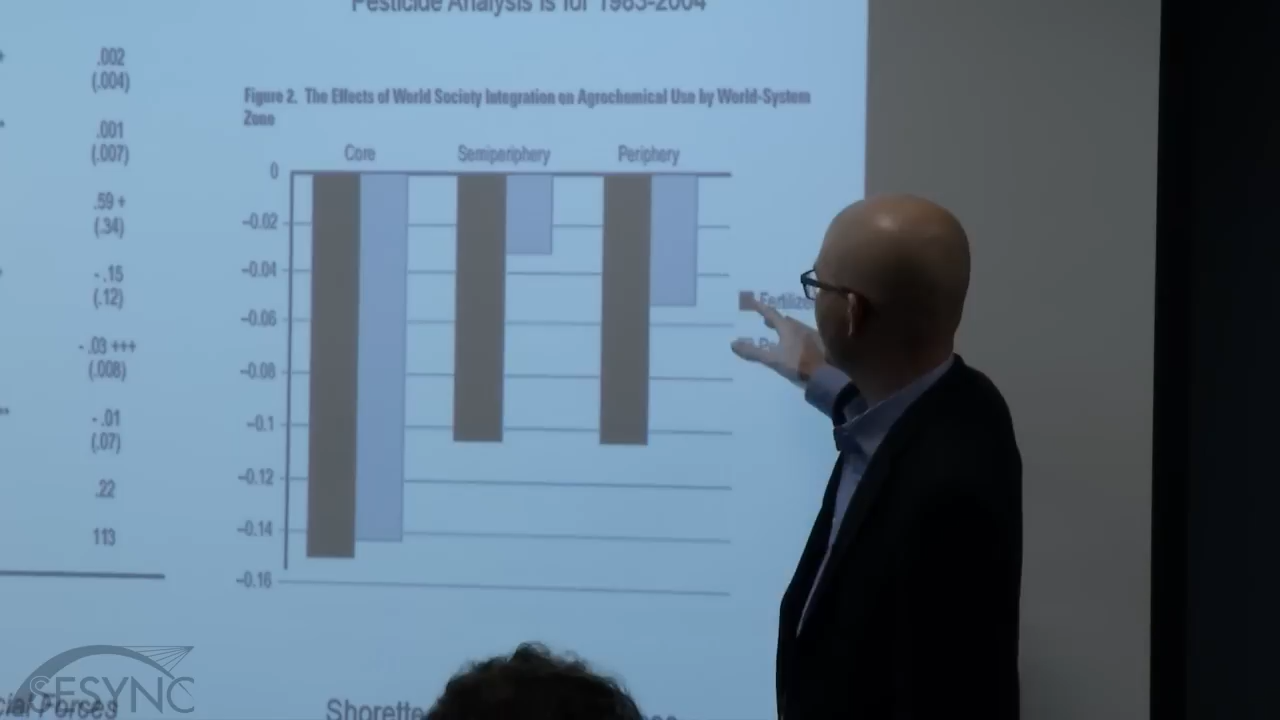 Pesticide Analysis is for 1983-2004
.002
(.004)
.001
(.007)
.59 +
(.34)
- .15
(.12)
- .03 +++
(.008)
- .01
(.07)
.22
113
Figure 2. The Effects of World Society Integration on Agrochemical Use by World-System
Zone
Core Semiperiphery Periphery
0
–0.02
–0.04
–0.06
–0.08
–0.1
–0.12
–0.14
–0.16
SESYNC
Forces
Shorette